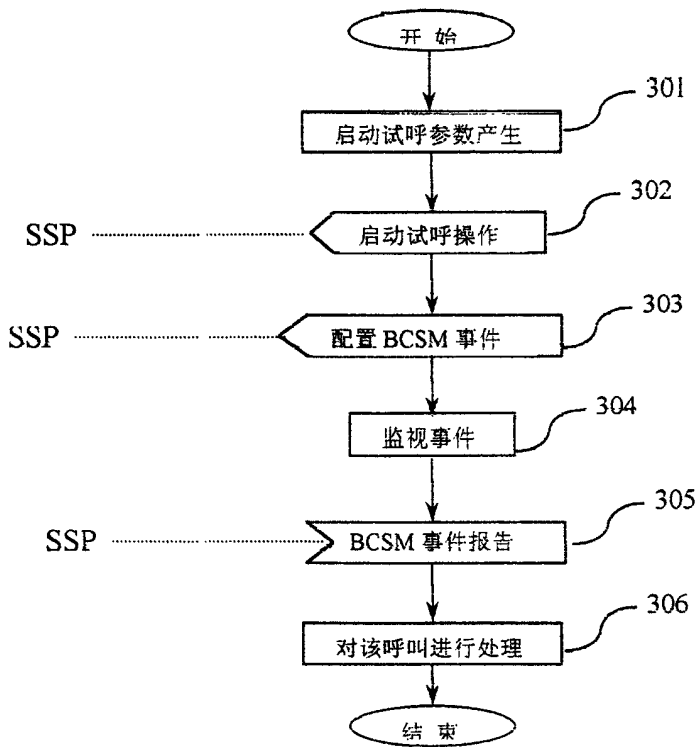 开 始
301
启动试呼参数产生
302
SSP
启动试呼操作
303
SSP
配置 BCSM 事件
304
监视事件
305
SSP
BCSM 事件报告
306
对该呼叫进行处理
结 束